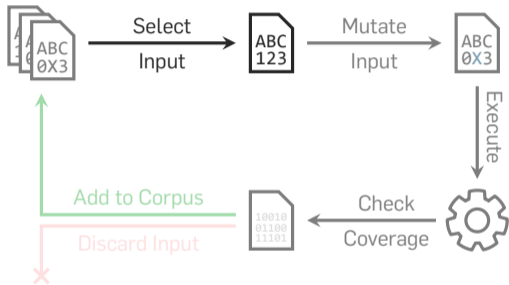 Select
Input
Mutate
Input
ABC
0X3
ABC
123
ABC
0X3
Execute
Add to Corpus
Discard Input
10010
01100
11101
Check
Coverage